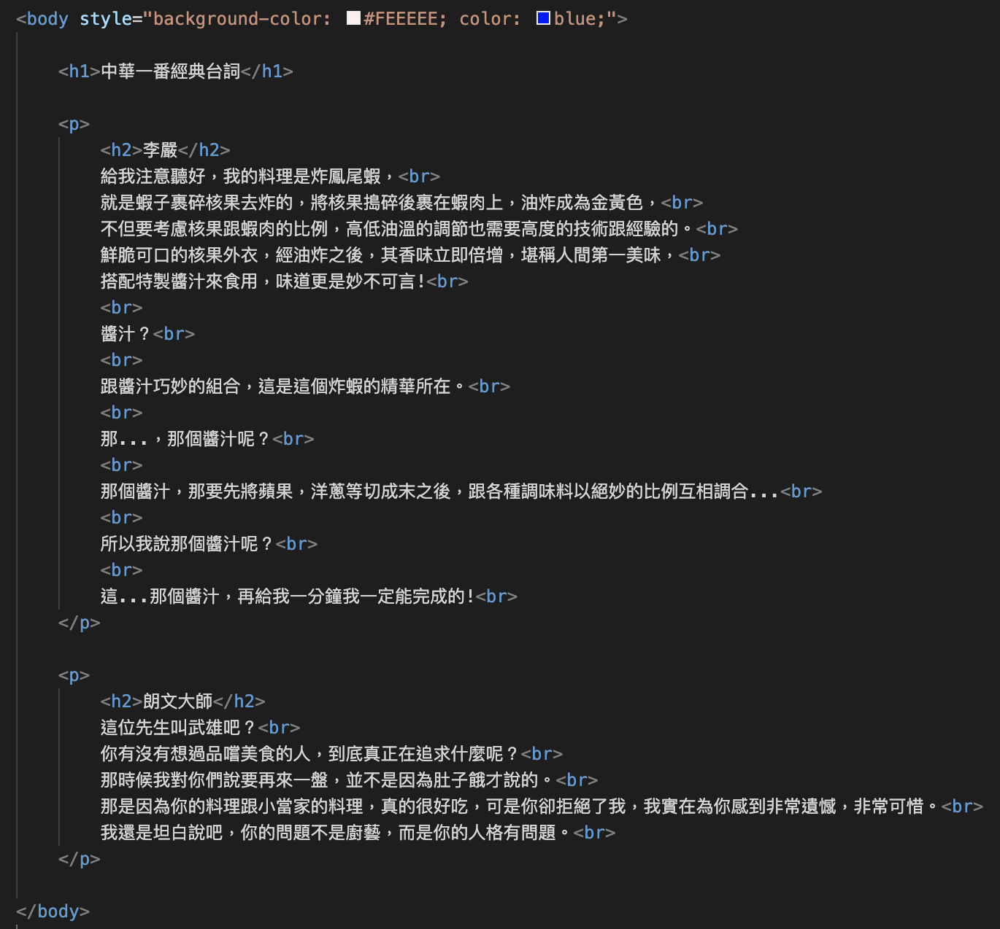 <body style="background-color: #FEEEEE; color: blue;">
<h1>中華一番經典台詞</h1>
<p>
<h2>李嚴</h2>
給我注意聽好，我的料理是炸鳳尾蝦，<br>
就是蝦子裹碎核果去炸的，將核果搗碎後裹在蝦肉上，油炸成為金黃色，<br>
不但要考慮核果跟蝦肉的比例，高低油溫的調節也需要高度的技術跟經驗的。<br>
鮮脆可口的核果外衣，經油炸之後，其香味立即倍增，堪稱人間第一美味，<br>
搭配特製醬汁來食用，味道更是妙不可言!<br>
<br>
醬汁？<br>
<br>
跟醬汁巧妙的組合，這是這個炸蝦的精華所在。<br>
<br>
那...，那個醬汁呢？<br>
<br>
那個醬汁，那要先將蘋果，洋蔥等切成末之後，跟各種調味料以絕妙的比例互相調合...<br>
<br>
所以我說那個醬汁呢？<br>
<br>
這...那個醬汁，再給我一分鐘我一定能完成的!<br>
</p>
<p>
<h2>朗文大師</h2>
這位先生叫武雄吧？<br>
你有沒有想過品嚐美食的人，到底真正在追求什麼呢？<br>
那時候我對你們說要再來一盤，並不是因為肚子餓才說的。<br>
那是因為你的料理跟小當家的料理，真的很好吃，可是你卻拒絕了我，我實在為你感到非常遺憾，非常可惜。<br>
我還是坦白說吧，你的問題不是廚藝，而是你的人格有問題。<br>
</p>
</body>